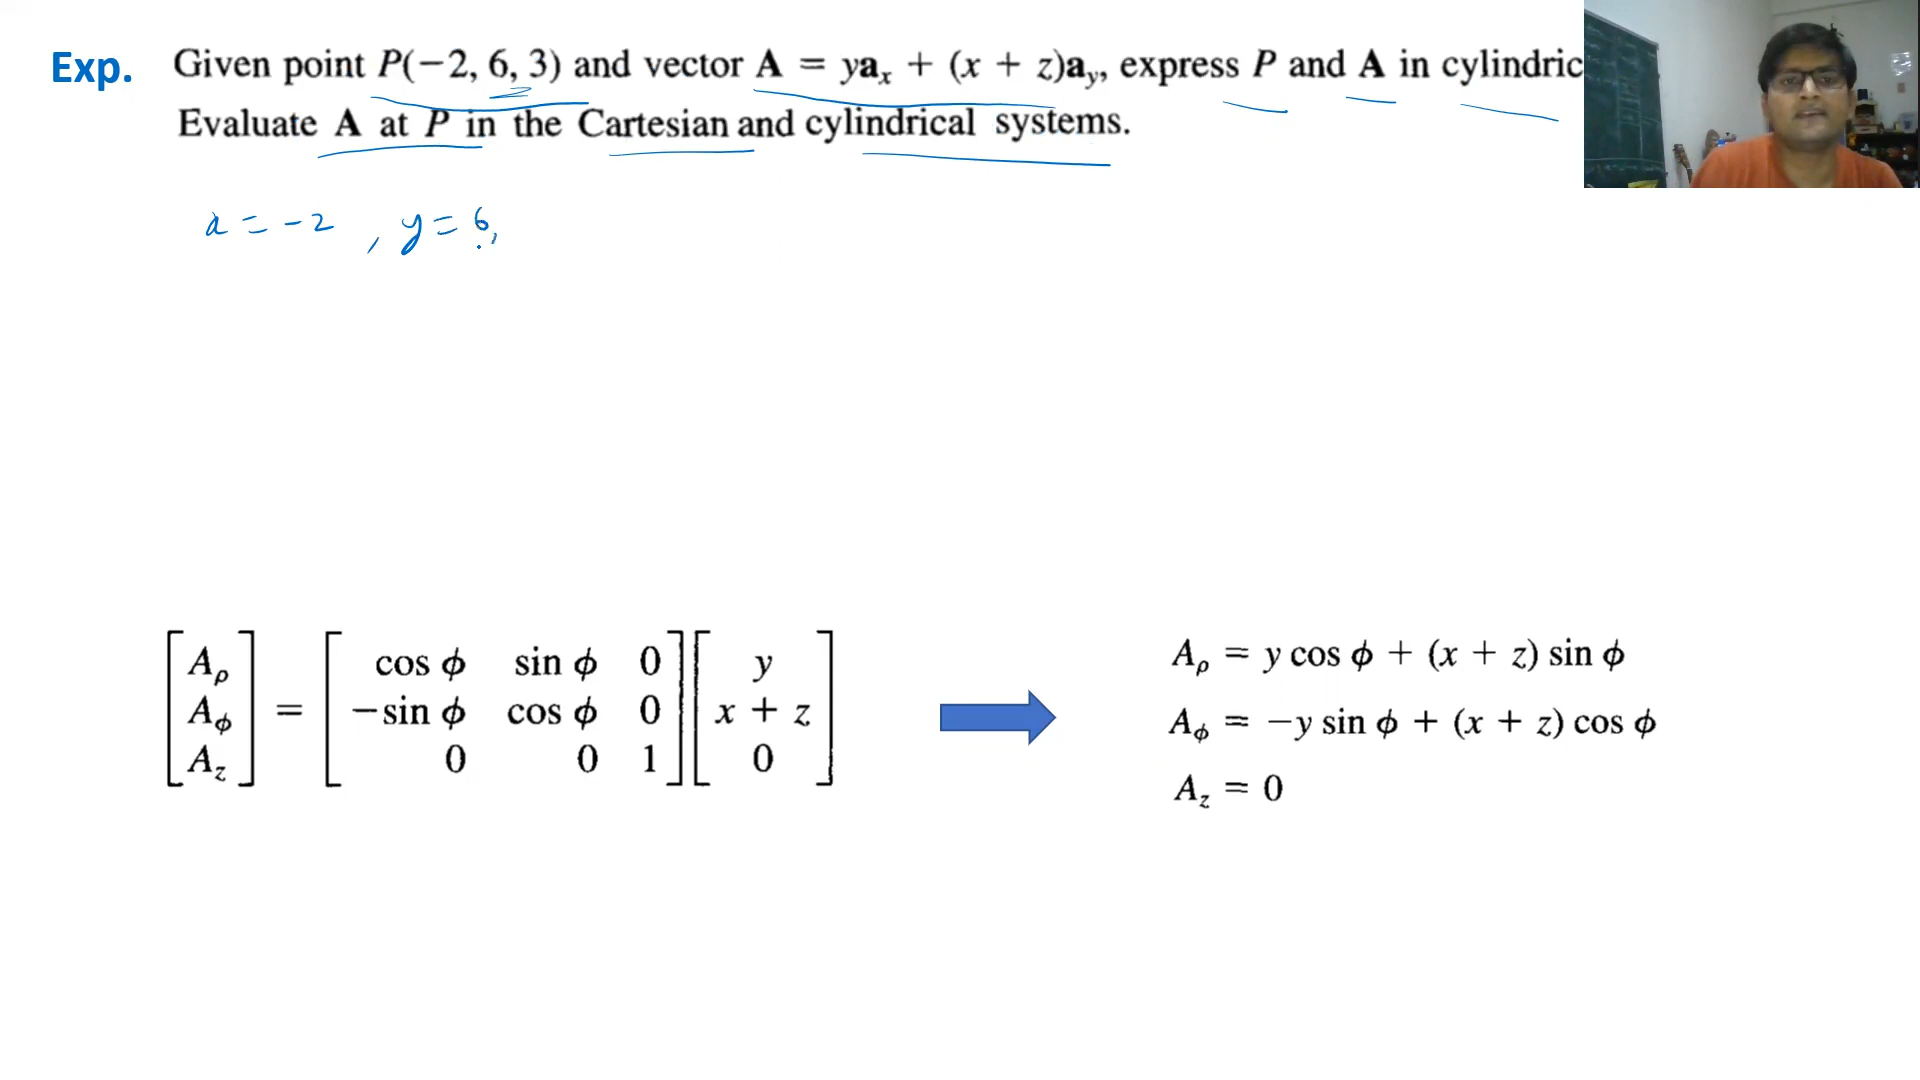 Exp. Given point P(−2, 6, 3) and vector A = yaₓ + (x + z)a_y, express P and A in cylindric
Evaluate A at P in the Cartesian and cylindrical systems.
x = −2 , y = 6,
[A_ρ A_ϕ A_z] = [cos ϕ sin ϕ 0 −sin ϕ cos ϕ 0 0 0 1] [y x + z 0]
A_ρ = y cos ϕ + (x + z) sin ϕ
A_ϕ = −y sin ϕ + (x + z) cos ϕ
A_z = 0